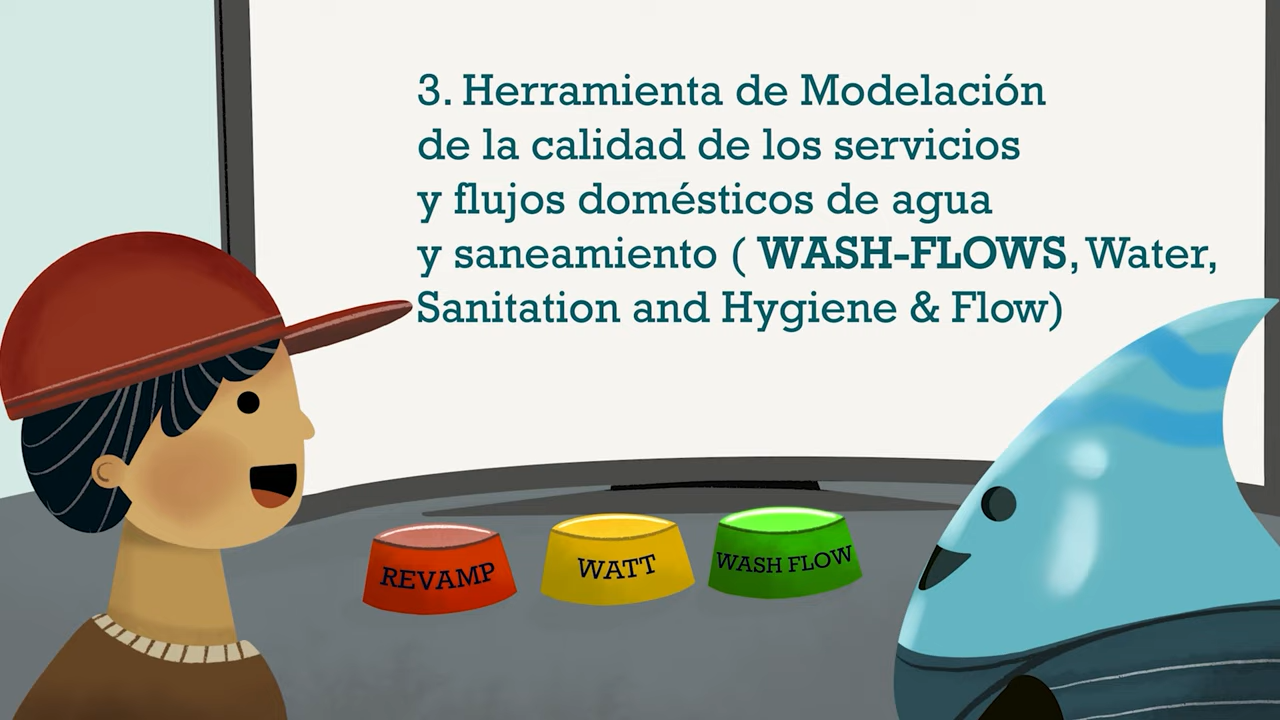 3. Herramienta de Modelación
de la calidad de los servicios
y flujos domésticos de agua
y saneamiento ( WASH-FLOWS, Water,
Sanitation and Hygiene & Flow)
REVAMP
WATT
WASH FLOW